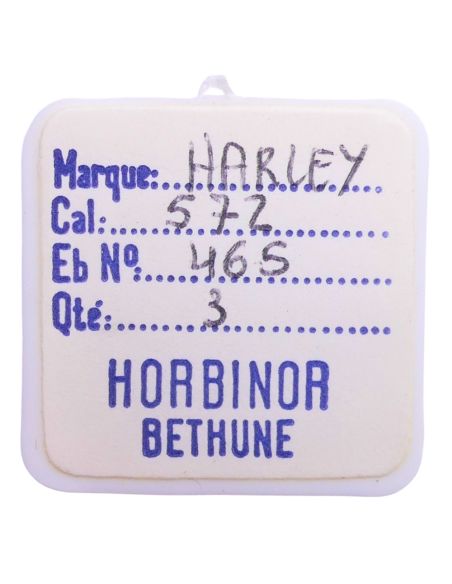 Marque: HARLEY
Cal: 572
Eb Nº: 465
Qté: 3
HORBINOR
BETHUNE